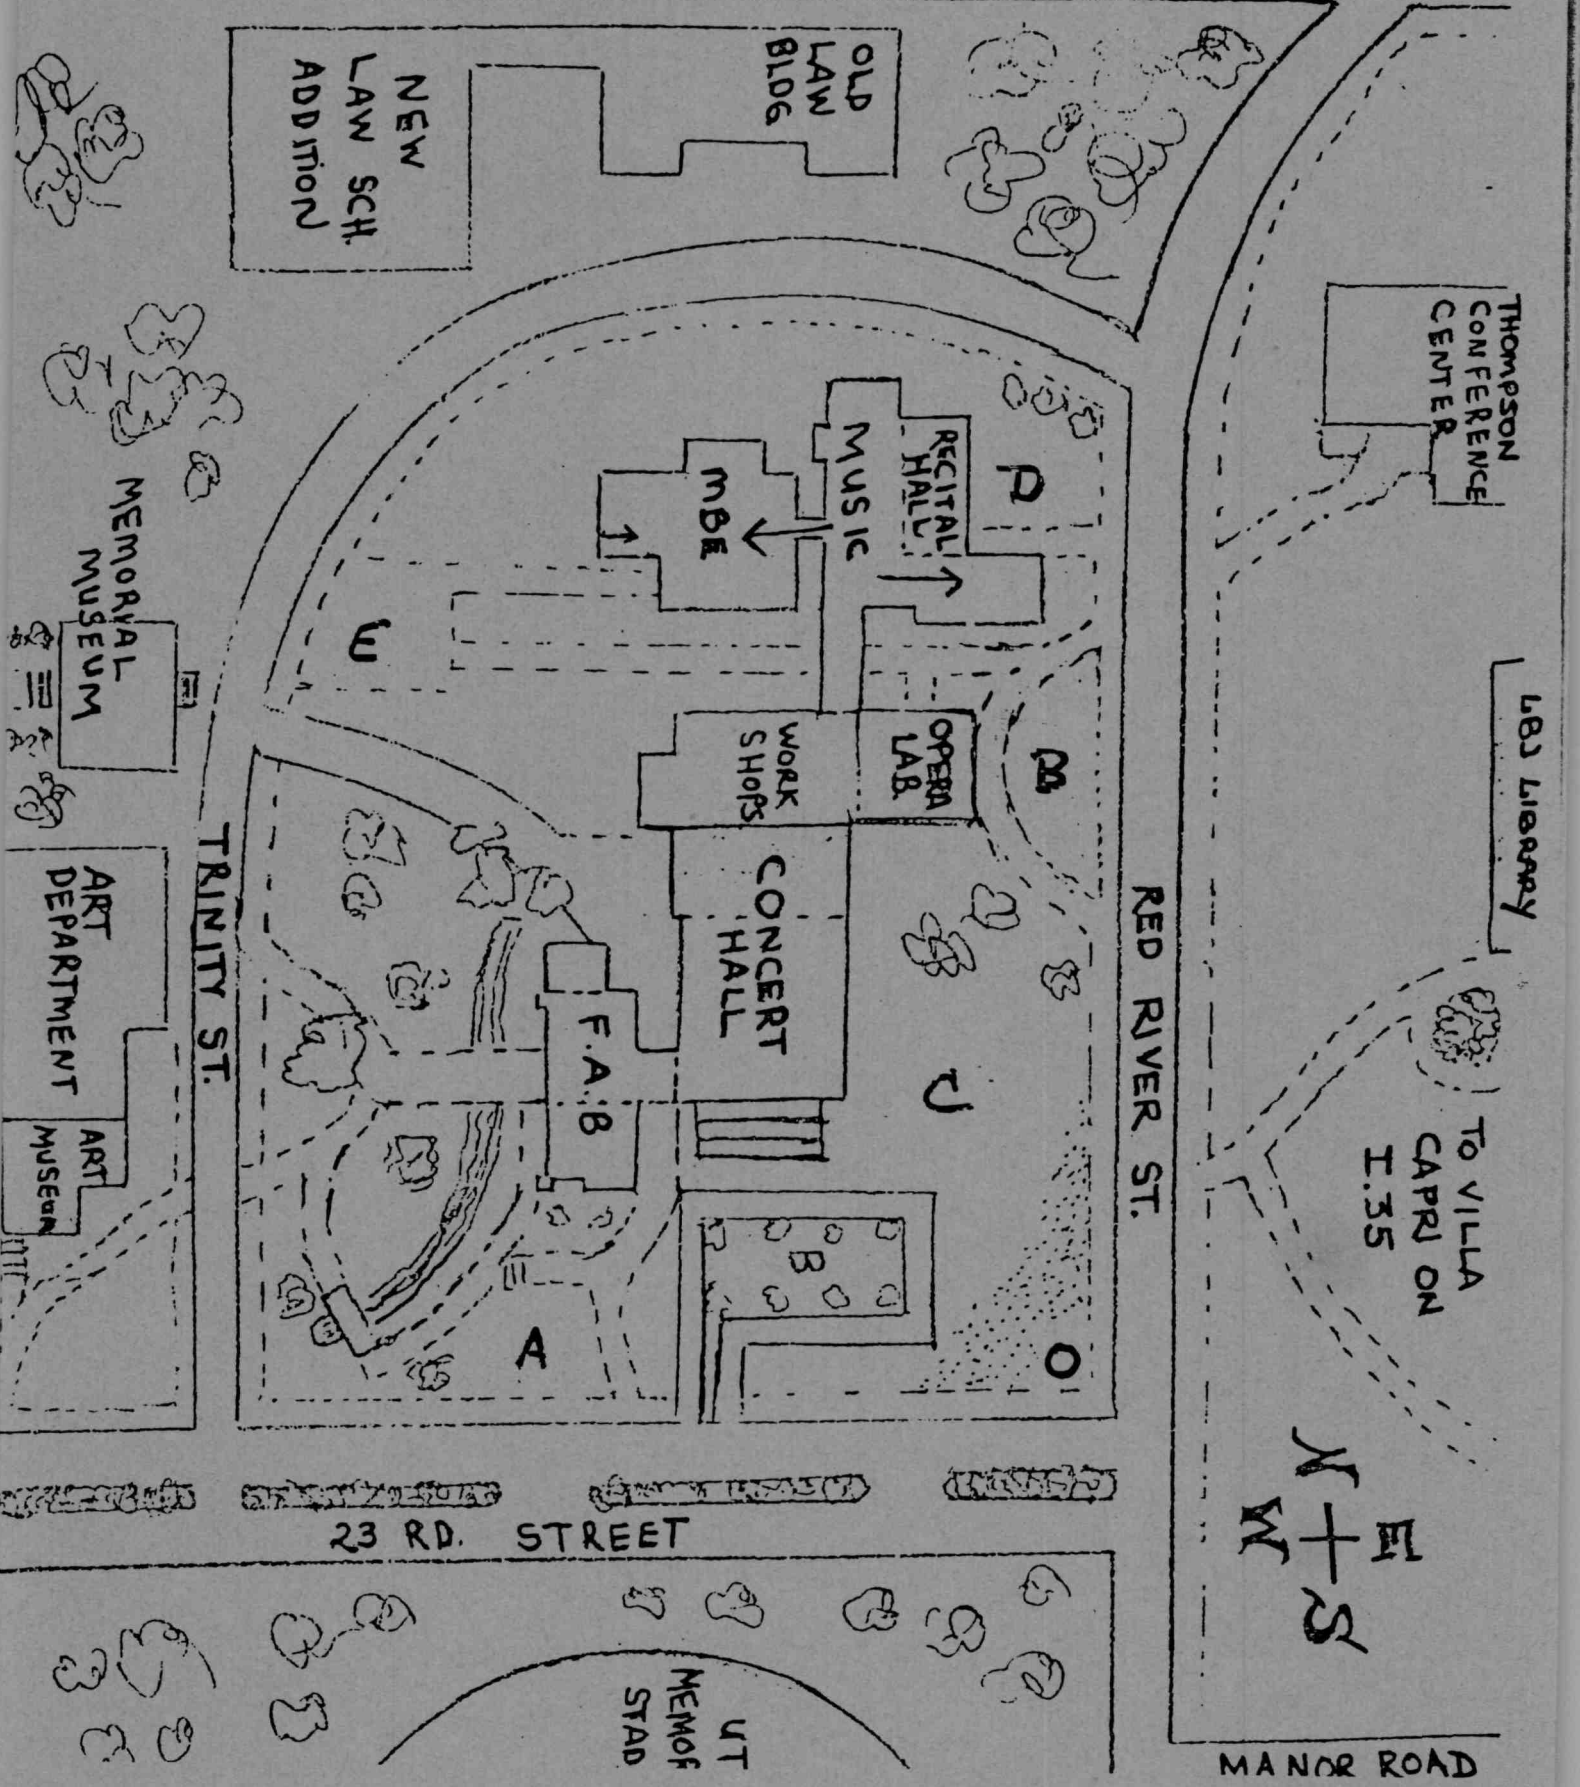 NEW
LAW SCH.
ADDITION
OLD
LAW
BLDG
THOMPSON
CONFERENCE
CENTER
MEMORIAL
MUSEUM
MBE
MUSIC
RECITAL
HALL
D
E
WORK
SHOPS
OPERA
LAB.
B
LBJ LIBRARY
TRINITY ST.
RED RIVER ST.
ART
DEPARTMENT
ART
MUSEUM
CONCERT
HALL
F.A.B
C
B
A
O
TO VILLA
CAPRI ON
I.35
N
E
W
S
23 RD. STREET
UT
MEMOR
STAD
MANOR ROAD